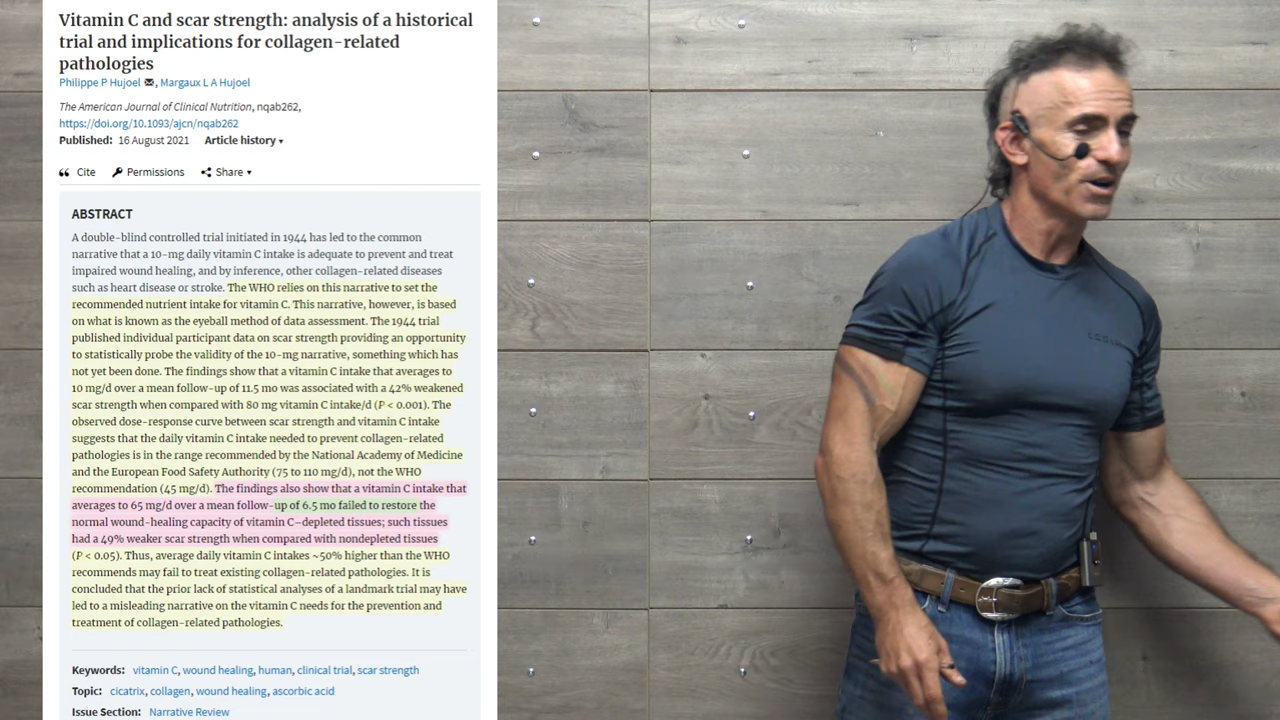 Vitamin C and scar strength: analysis of a historical
trial and implications for collagen-related
pathologies
Philippe P Hujoel , Margaux L A Hujoel
The American Journal of Clinical Nutrition, nqab262,
https://doi.org/10.1093/ajcn/nqab262
Published: 16 August 2021 Article history ▾
Cite Permissions Share ▾
ABSTRACT
A double-blind controlled trial initiated in 1944 has led to the common
narrative that a 10-mg daily vitamin C intake is adequate to prevent and treat
impaired wound healing, and by inference, other collagen-related diseases
such as heart disease or stroke. The WHO relies on this narrative to set the
recommended nutrient intake for vitamin C. This narrative, however, is based
on what is known as the eyeball method of data assessment. The 1944 trial
published individual participant data on scar strength providing an opportunity
to statistically probe the validity of the 10-mg narrative, something which has
not yet been done. The findings show that a vitamin C intake that averages to
10 mg/d over a mean follow-up of 11.5 mo was associated with a 42% weakened
scar strength when compared with 80 mg vitamin C intake/d (P < 0.001). The
observed dose-response curve between scar strength and vitamin C intake
suggests that the daily vitamin C intake needed to prevent collagen-related
pathologies is in the range recommended by the National Academy of Medicine
and the European Food Safety Authority (75 to 110 mg/d), not the WHO
recommendation (45 mg/d). The findings also show that a vitamin C intake that
averages to 65 mg/d over a mean follow-up of 6.5 mo failed to restore the
normal wound-healing capacity of vitamin C–depleted tissues; such tissues
had a 49% weaker scar strength when compared with nondepleted tissues
(P < 0.05). Thus, average daily vitamin C intakes ~50% higher than the WHO
recommends may fail to treat existing collagen-related pathologies. It is
concluded that the prior lack of statistical analyses of a landmark trial may have
led to a misleading narrative on the vitamin C needs for the prevention and
treatment of collagen-related pathologies.
Keywords: vitamin C, wound healing, human, clinical trial, scar strength
Topic: cicatrix, collagen, wound healing, ascorbic acid
Issue Section: Narrative Review